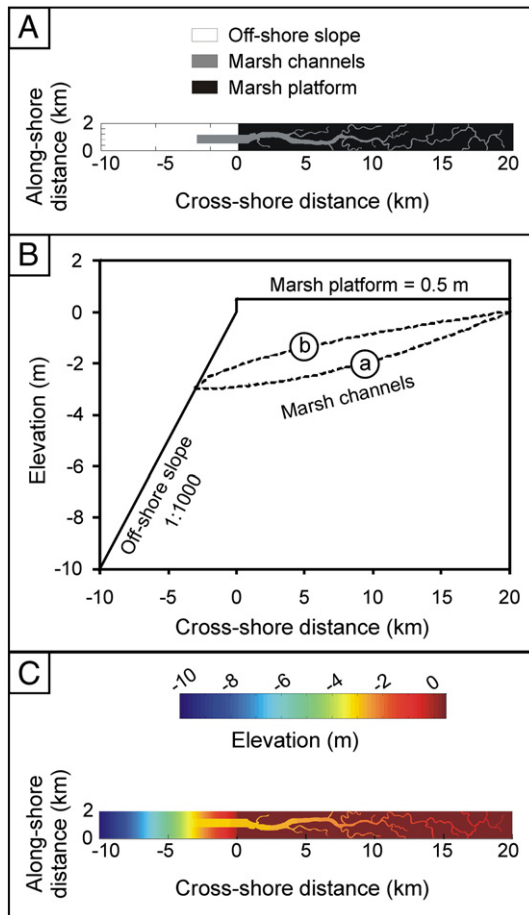 A
Off-shore slope
Marsh channels
Marsh platform
Along-shore
distance (km)
2
0
-10 -5 0 5 10 15 20
Cross-shore distance (km)
B
2
0
-2
-4
-6
-8
-10
Elevation (m)
Marsh platform = 0.5 m
b
a
Marsh channels
Off-shore slope
1:1000
-10 -5 0 5 10 15 20
Cross-shore distance (km)
C
-10 -8 -6 -4 -2 0
Elevation (m)
Along-shore
distance (km)
2
0
-10 -5 0 5 10 15 20
Cross-shore distance (km)